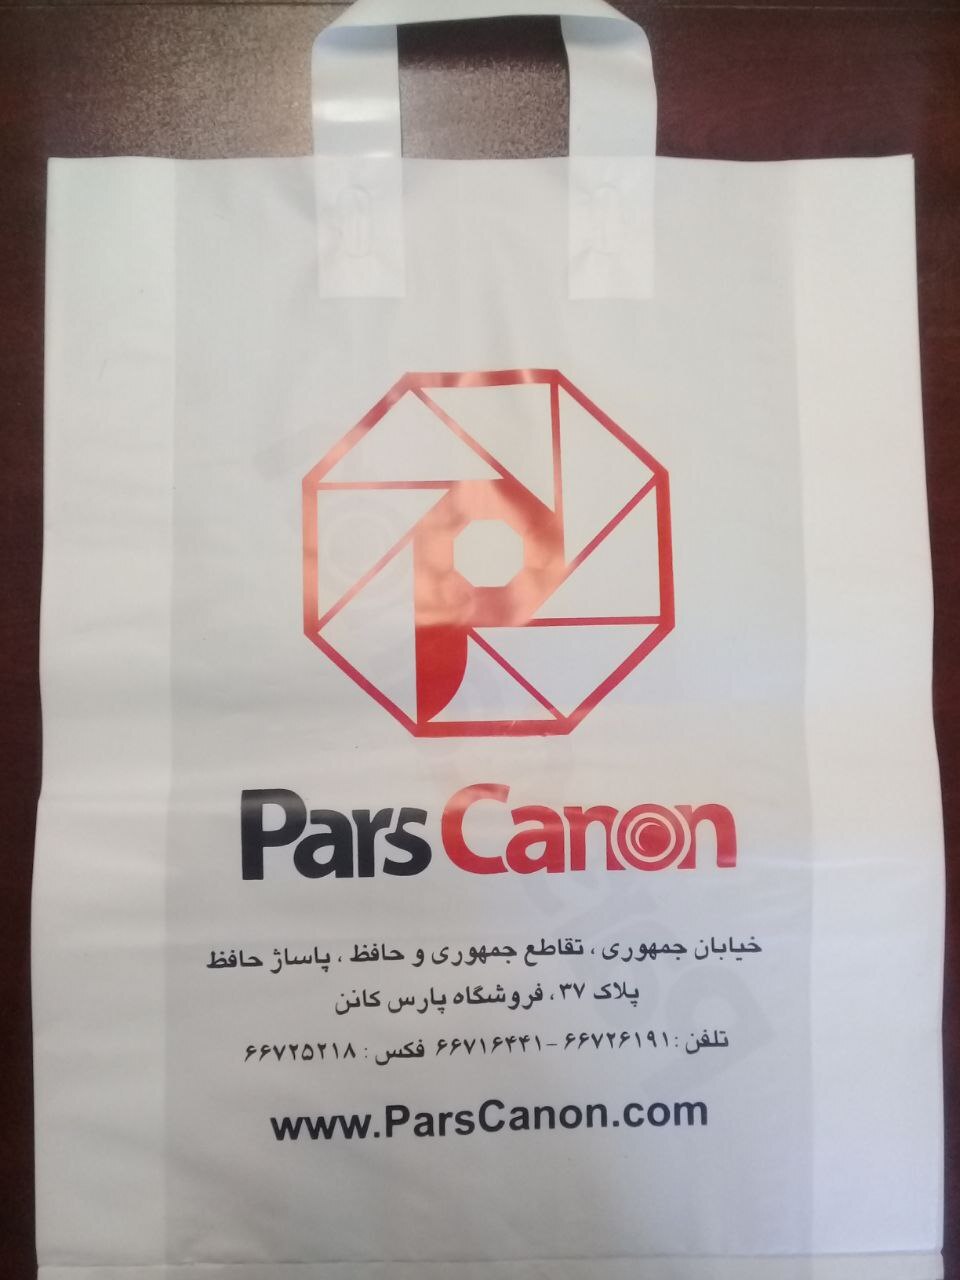 Pars Canon
خیابان جمهوری ، تقاطع جمهوری و حافظ ، پاساژ حافظ
پلاک ۳۷ ، فروشگاه پارس کانن
تلفن : ۶۶۷۲۶۱۹۱ - ۶۶۷۱۶۴۴۱ فکس : ۶۶۷۲۵۲۱۸
www.ParsCanon.com